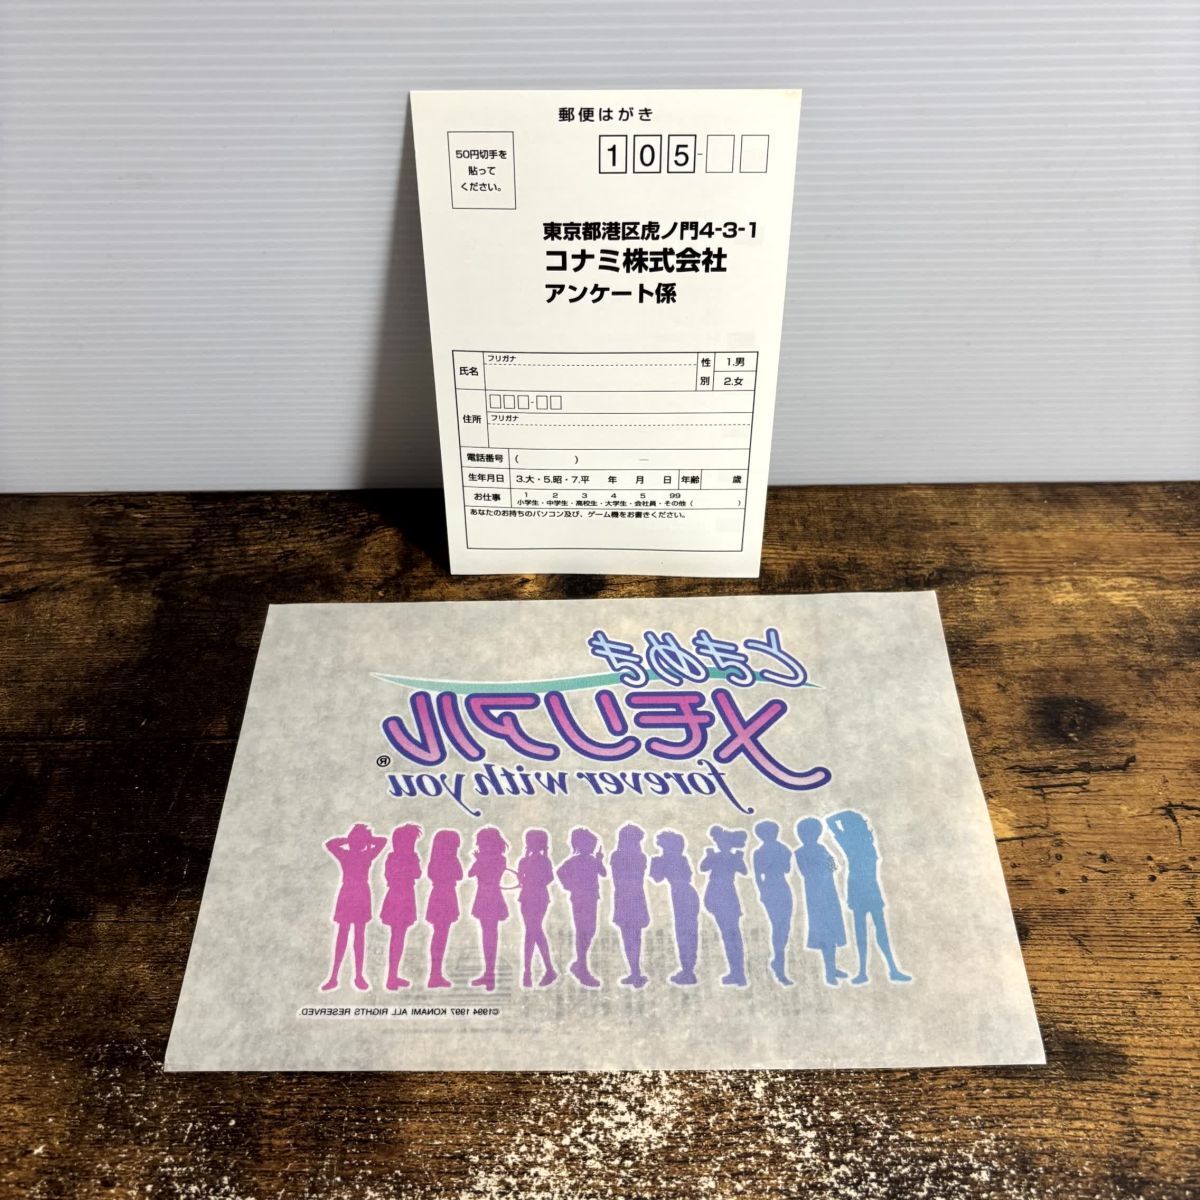 郵便はがき
50円切手を
貼って
ください。
105-
東京都港区虎ノ門4-3-1
コナミ株式会社
アンケート係
氏名
フリガナ
性別
1.男
2.女
住所
フリガナ
電話番号 (　　　) ―
生年月日 3.大・5.昭・7.平　年　月　日 年齢　歳
お仕事
1 2 3 4 5 99
小学生・中学生・高校生・大学生・会社員・その他（　　　）
あなたのお持ちのパソコン及び、ゲーム機をお書きください。
ときめき
メモリアル
forever with you ®
©1994 1997 KONAMI ALL RIGHTS RESERVED.